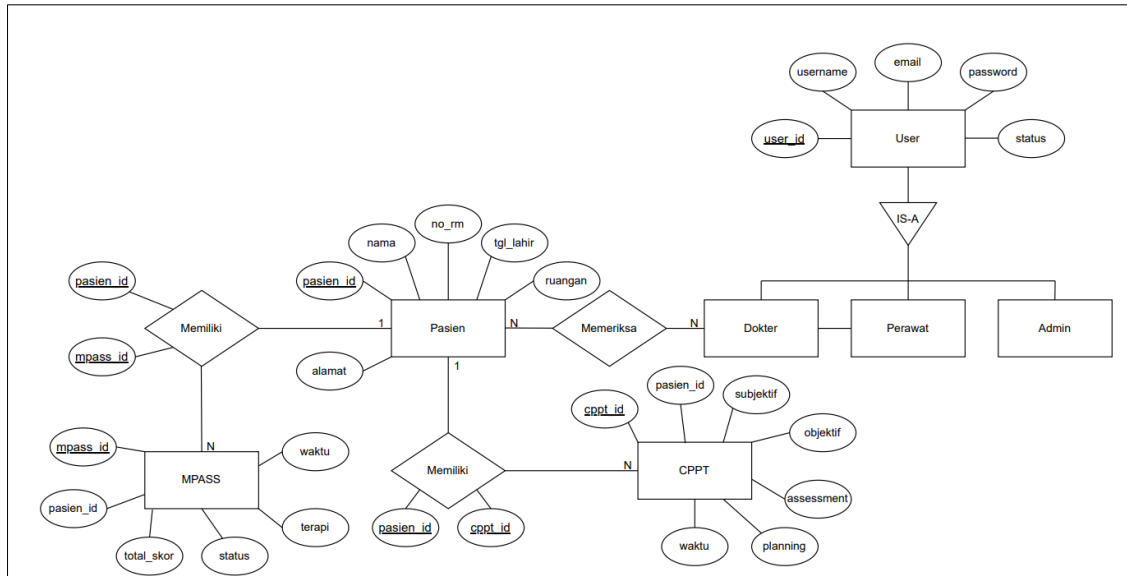 email
username
password
user_id
User
status
IS-A
no_rm
nama
tgl_lahir
pasien_id
pasien_id
ruangan
Memiliki
1
Pasien
N
Memeriksa
N
Dokter
Perawat
Admin
mpass_id
alamat
1
pasien_id
subjektif
cppt_id
objektif
mpass_id
N
waktu
MPASS
Memiliki
N
CPPT
assessment
pasien_id
terapi
pasien_id
cppt_id
total_skor
status
waktu
planning